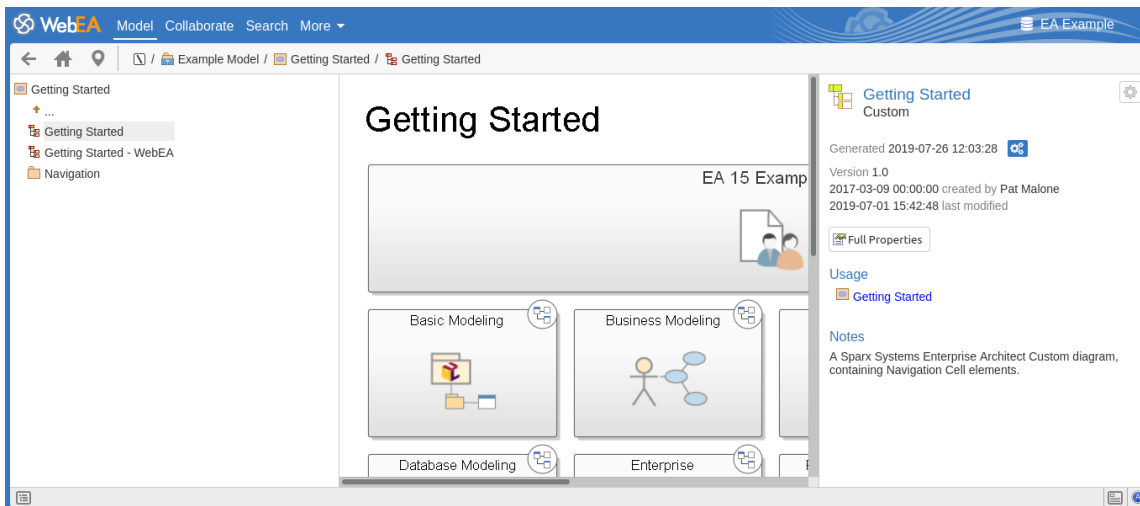 WebEA Model Collaborate Search More EA Example
/ Example Model / Getting Started / Getting Started
Getting Started
...
Getting Started
Getting Started - WebEA
Navigation
Getting Started
EA 15 Examp
Basic Modeling
Business Modeling
Database Modeling
Enterprise
Getting Started
Custom
Generated 2019-07-26 12:03:28
Version 1.0
2017-03-09 00:00:00 created by Pat Malone
2019-07-01 15:42:48 last modified
Full Properties
Usage
Getting Started
Notes
A Sparx Systems Enterprise Architect Custom diagram,
containing Navigation Cell elements.